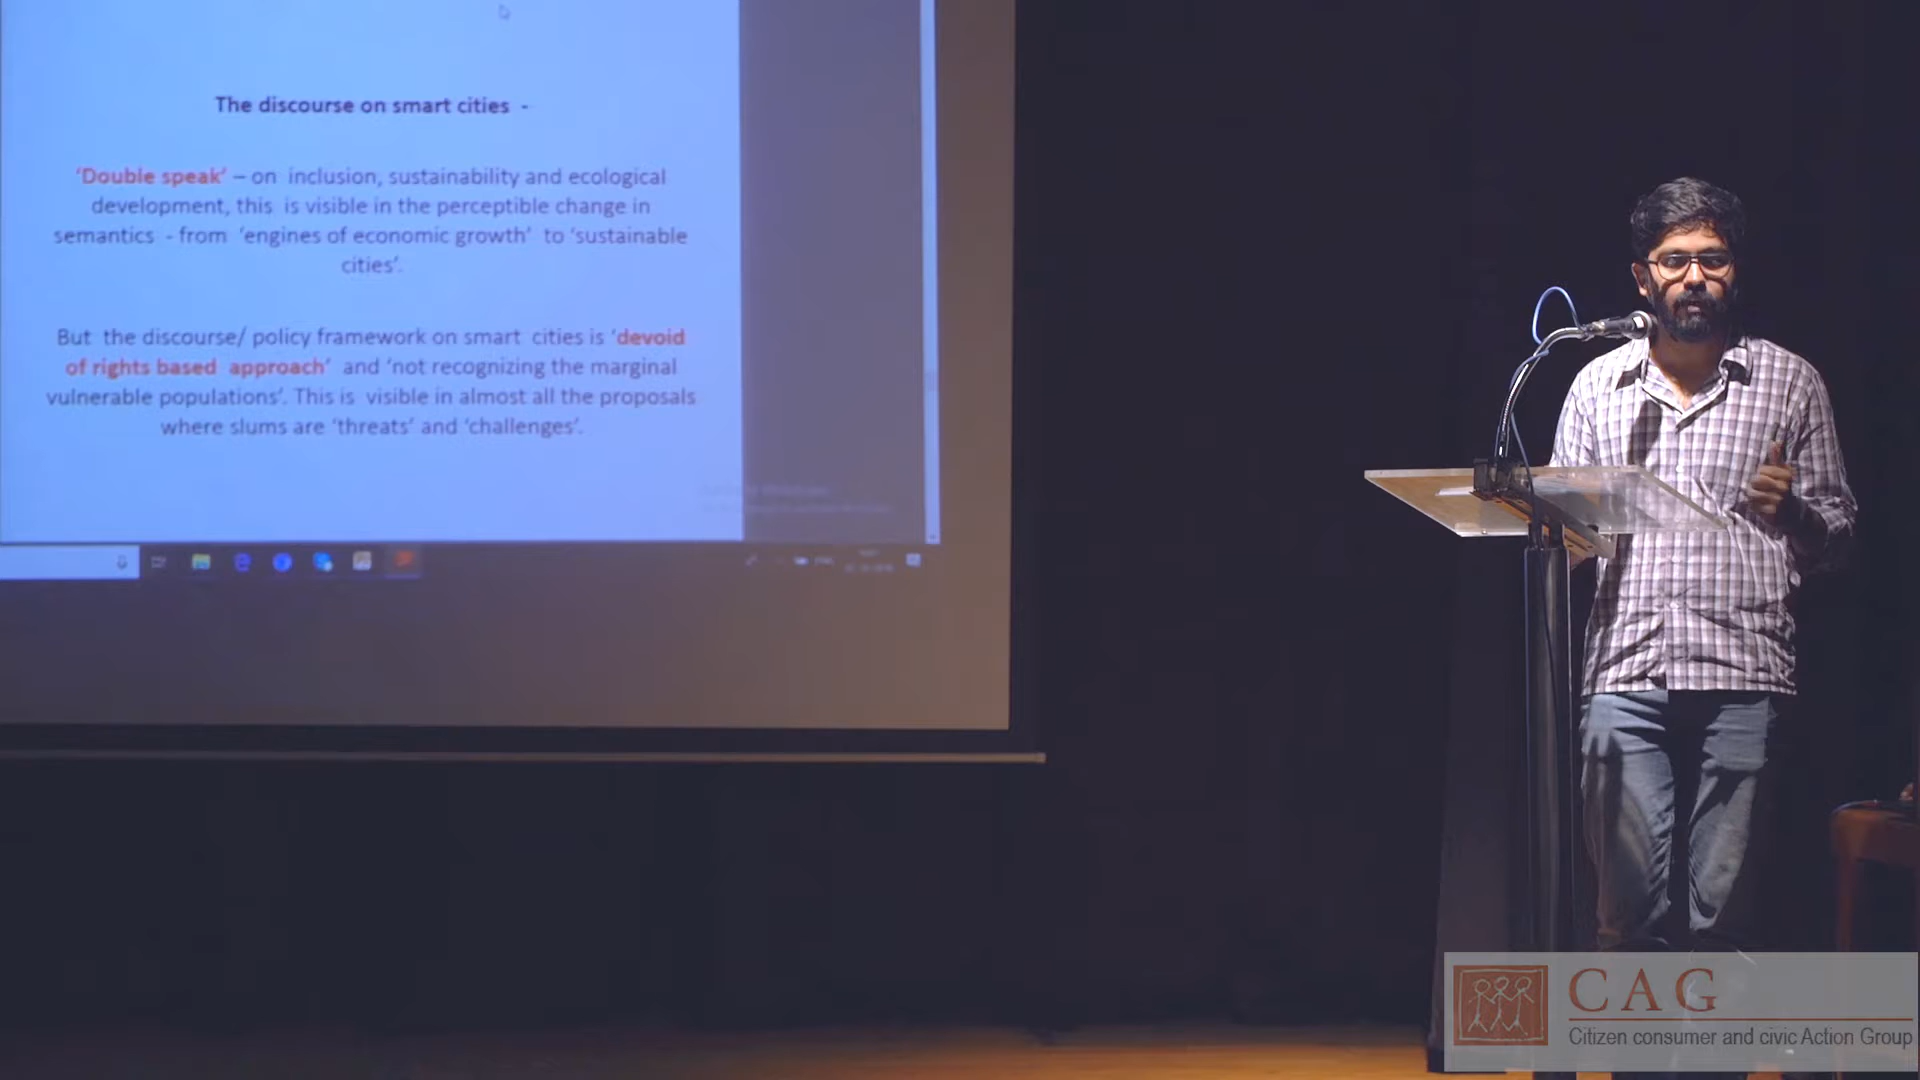 The discourse on smart cities -
‘Double speak’ – on inclusion, sustainability and ecological
development, this is visible in the perceptible change in
semantics - from ‘engines of economic growth’ to ‘sustainable
cities’.
But the discourse/ policy framework on smart cities is ‘devoid
of rights based approach’ and ‘not recognizing the marginal
vulnerable populations’. This is visible in almost all the proposals
where slums are ‘threats’ and ‘challenges’.
CAG
Citizen consumer and civic Action Group